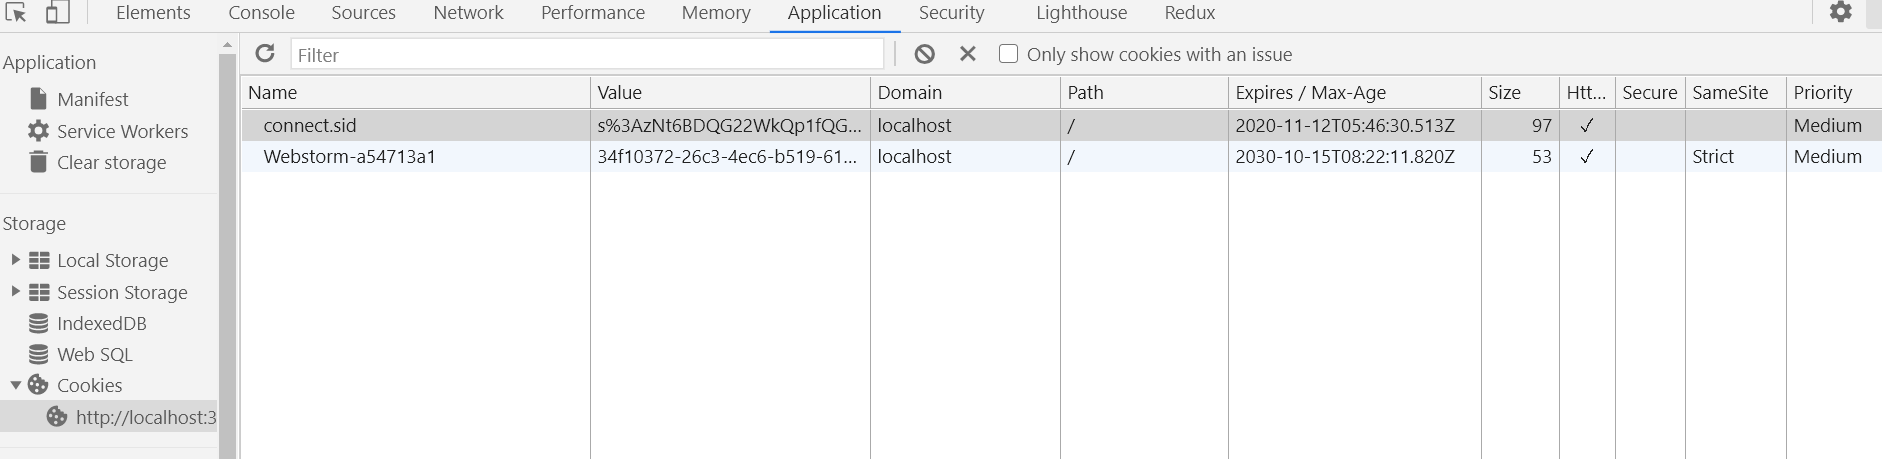 Elements Console Sources Network Performance Memory Application Security Lighthouse Redux
Application
Manifest
Service Workers
Clear storage
Storage
Local Storage
Session Storage
IndexedDB
Web SQL
Cookies
http://localhost:3
Filter Only show cookies with an issue
Name Value Domain Path Expires / Max-Age Size Htt... Secure SameSite Priority
connect.sid s%3AzNt6BDQG22WkQp1fQG... localhost / 2020-11-12T05:46:30.513Z 97 ✓ Medium
Webstorm-a54713a1 34f10372-26c3-4ec6-b519-61... localhost / 2030-10-15T08:22:11.820Z 53 ✓ Strict Medium